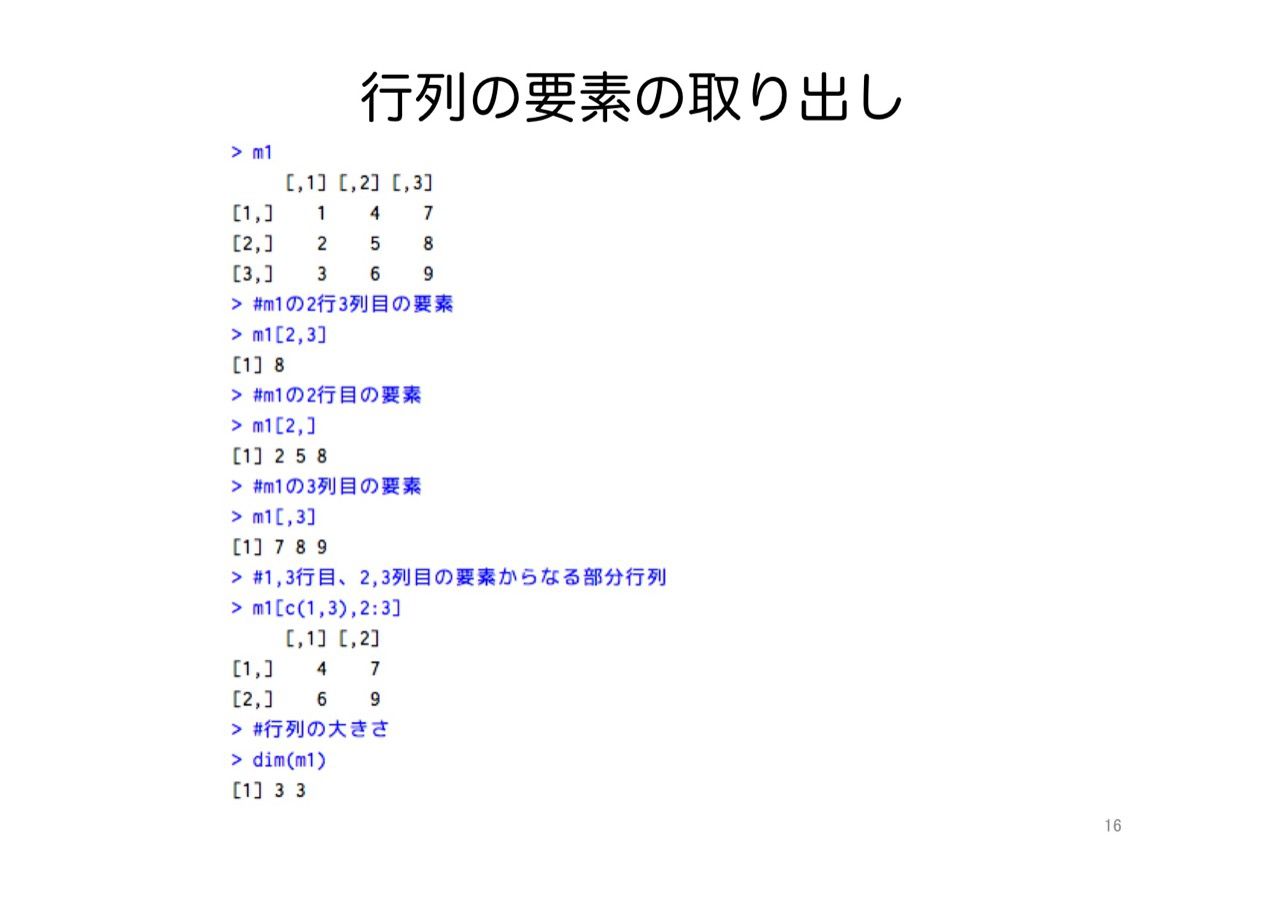 行列の要素の取り出し
> m1
     [,1] [,2] [,3]
[1,]    1    4    7
[2,]    2    5    8
[3,]    3    6    9
> #m1の2行3列目の要素
> m1[2,3]
[1] 8
> #m1の2行目の要素
> m1[2,]
[1] 2 5 8
> #m1の3列目の要素
> m1[,3]
[1] 7 8 9
> #1,3行目、2,3列目の要素からなる部分行列
> m1[c(1,3),2:3]
     [,1] [,2]
[1,]    4    7
[2,]    6    9
> #行列の大きさ
> dim(m1)
[1] 3 3
16